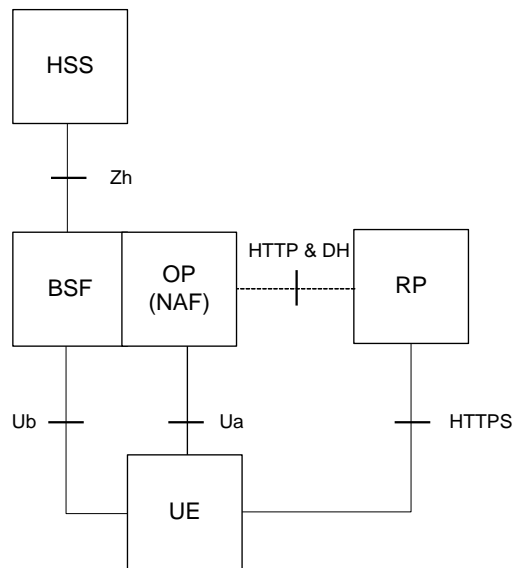 HSS
Zh
BSF
OP
(NAF)
HTTP & DH
RP
Ub
Ua
HTTPS
UE